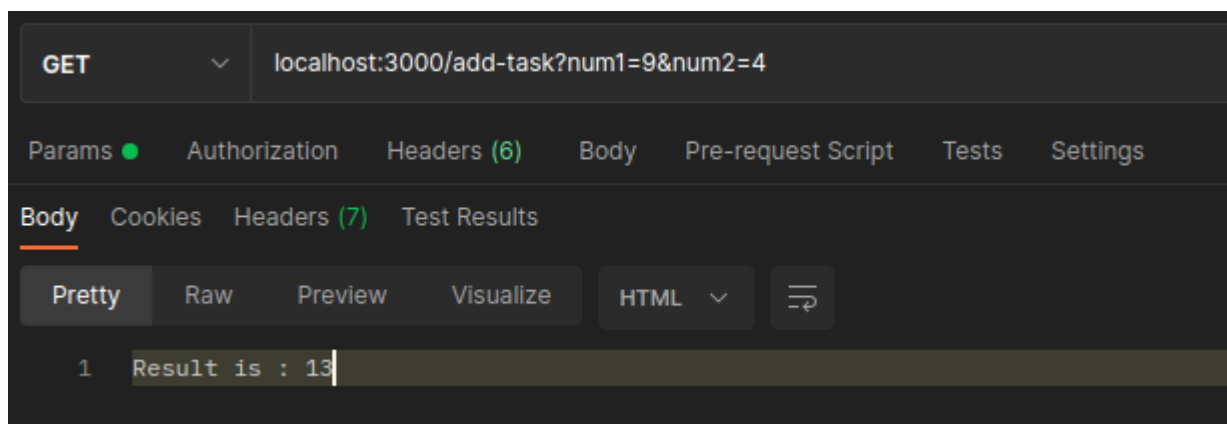 GET localhost:3000/add-task?num1=9&num2=4
Params Authorization Headers (6) Body Pre-request Script Tests Settings
Body Cookies Headers (7) Test Results
Pretty Raw Preview Visualize HTML
1 Result is : 13